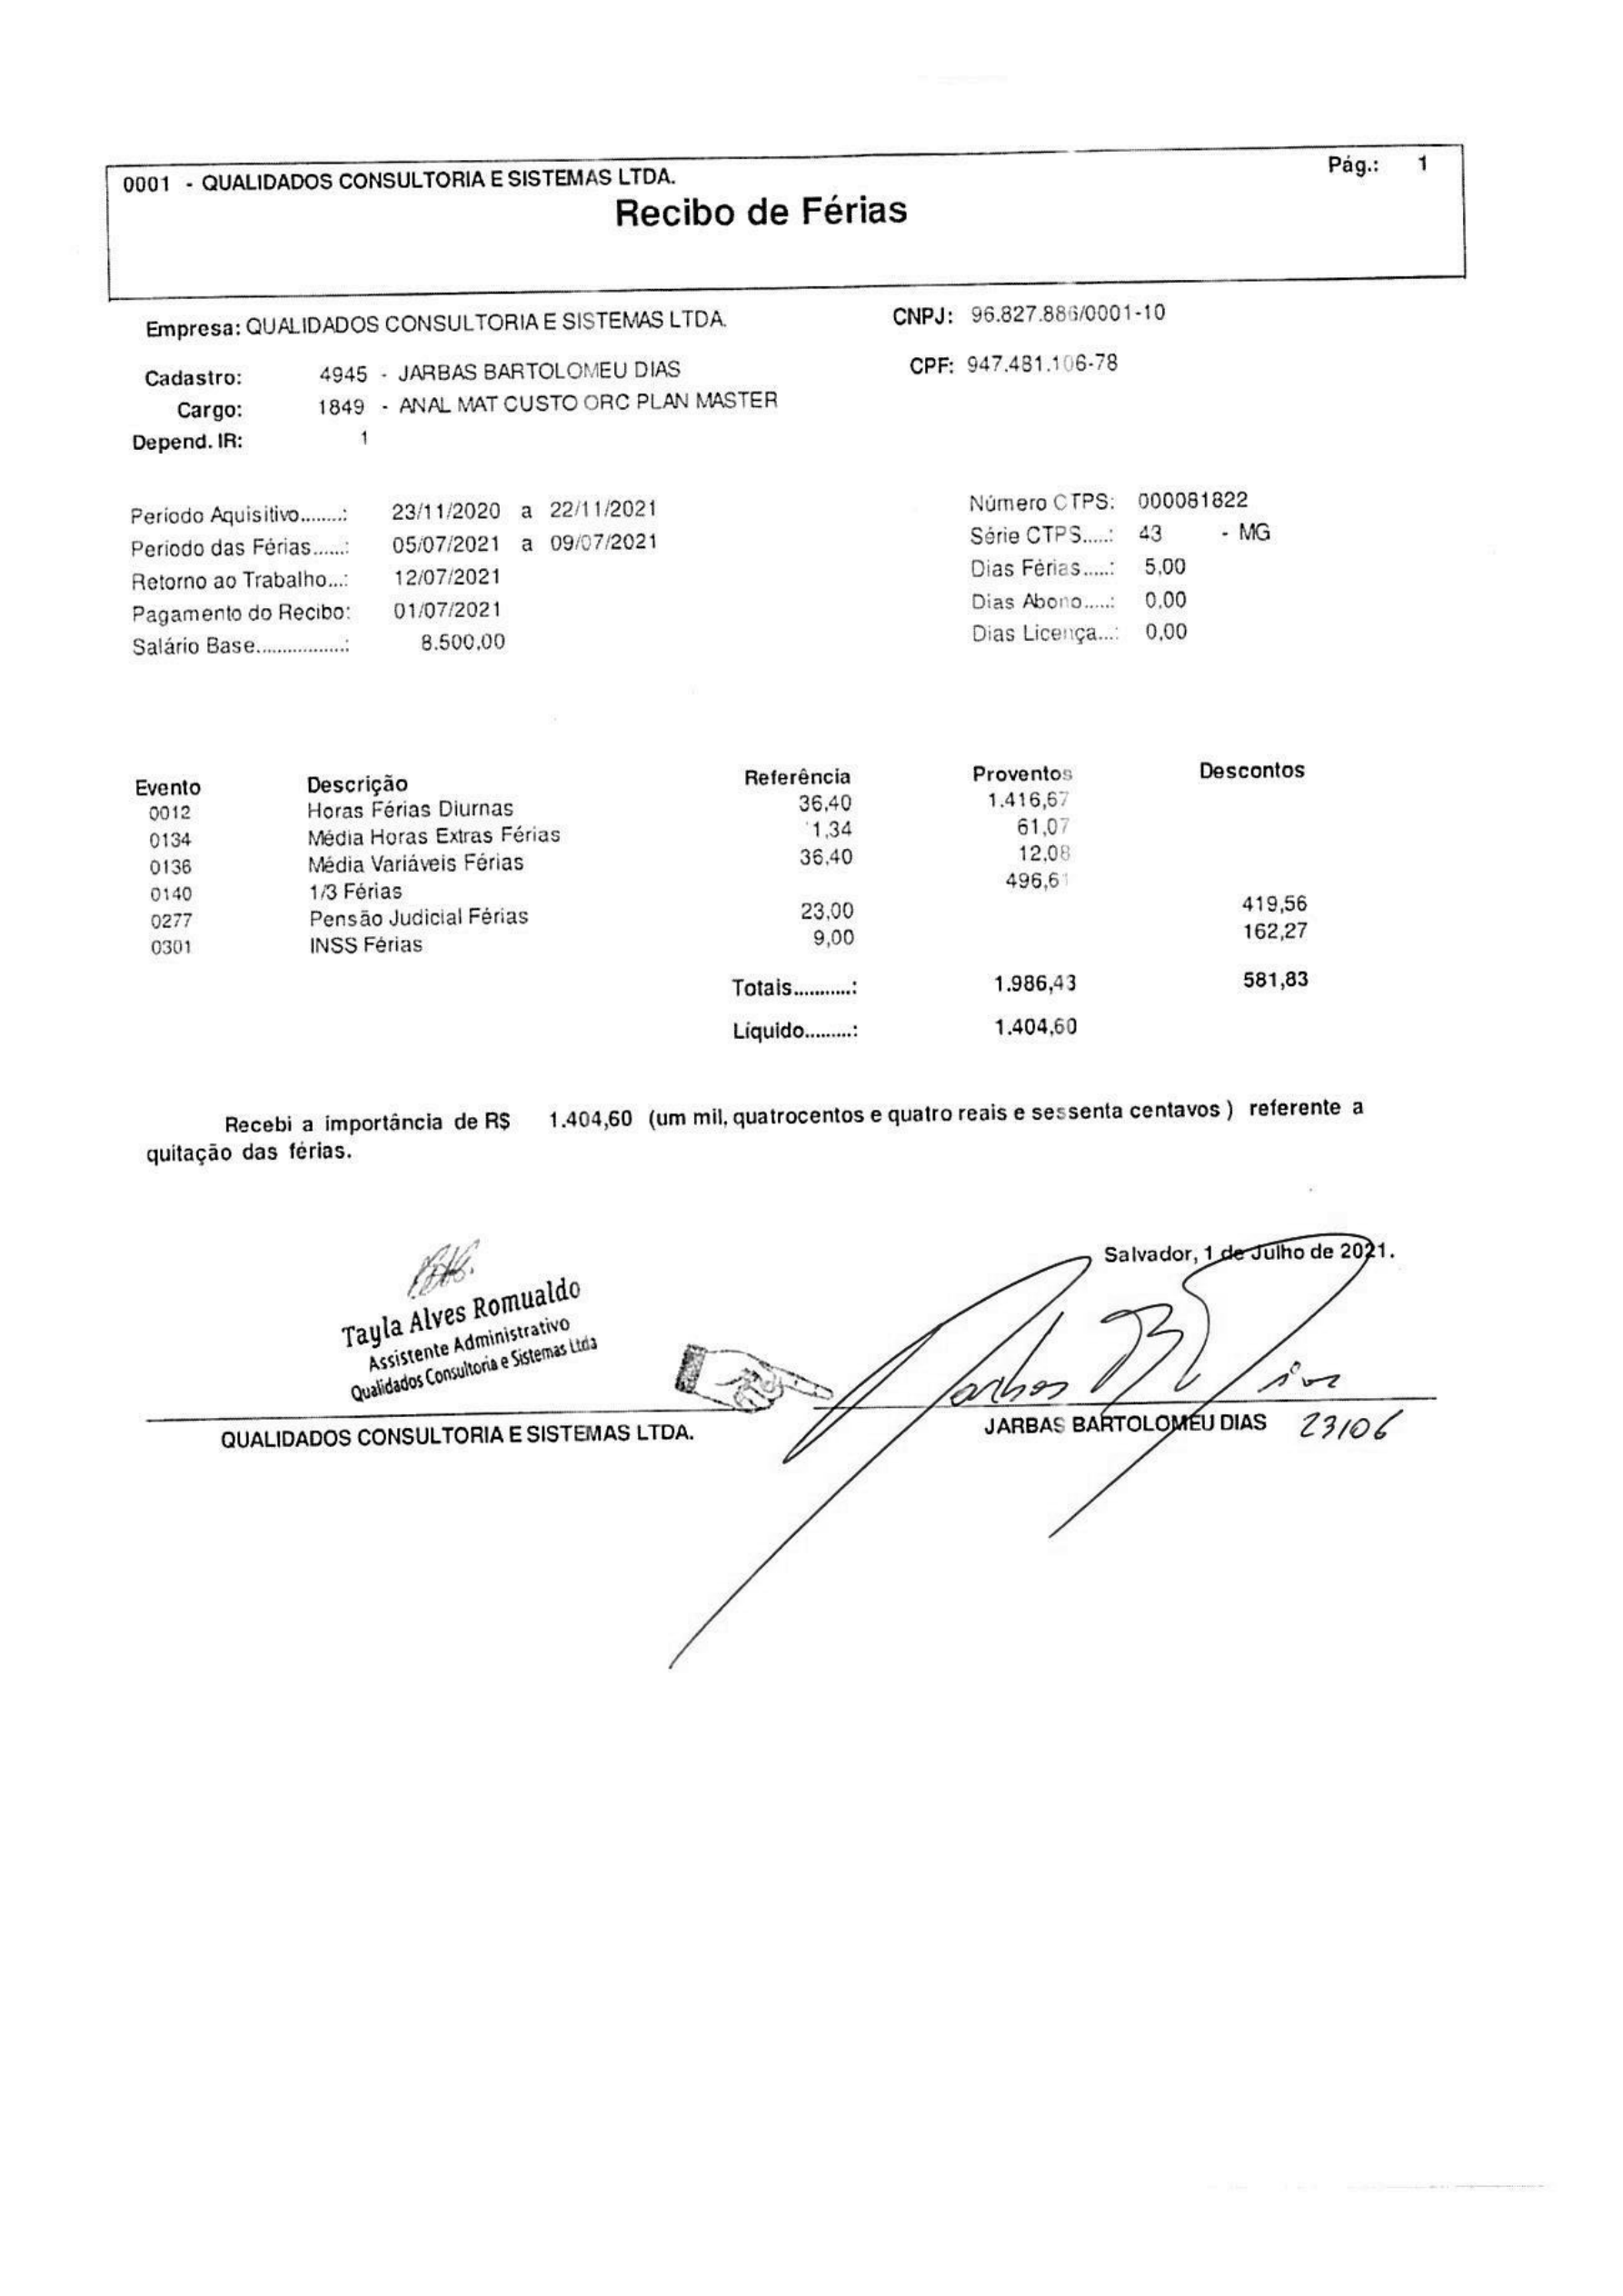 0001 - QUALIDADOS CONSULTORIA E SISTEMAS LTDA. Pág.: 1
Recibo de Férias
Empresa: QUALIDADOS CONSULTORIA E SISTEMAS LTDA. CNPJ: 96.827.886/0001-10
Cadastro: 4945 - JARBAS BARTOLOMEU DIAS CPF: 947.481.106-78
Cargo: 1849 - ANAL MAT CUSTO ORC PLAN MASTER
Depend. IR: 1
Período Aquisitivo........: 23/11/2020 a 22/11/2021 Número CTPS: 000081822
Período das Férias......: 05/07/2021 a 09/07/2021 Série CTPS.....: 43 - MG
Retorno ao Trabalho...: 12/07/2021 Dias Férias.....: 5,00
Pagamento do Recibo: 01/07/2021 Dias Abono.....: 0,00
Salário Base.................: 8.500,00 Dias Licença...: 0,00
Evento Descrição Referência Proventos Descontos
0012 Horas Férias Diurnas 36,40 1.416,67
0134 Média Horas Extras Férias 1,34 61,07
0136 Média Variáveis Férias 36,40 12,08
0140 1/3 Férias 496,61
0277 Pensão Judicial Férias 23,00 419,56
0301 INSS Férias 9,00 162,27
Totais...........: 1.986,43 581,83
Líquido.........: 1.404,60
Recebi a importância de R$ 1.404,60 (um mil, quatrocentos e quatro reais e sessenta centavos ) referente a
quitação das férias.
Salvador, 1 de Julho de 2021.
Tayla Alves Romualdo
Assistente Administrativo
Qualidados Consultoria e Sistemas Ltda
Jarbas B Dias
QUALIDADOS CONSULTORIA E SISTEMAS LTDA. JARBAS BARTOLOMEU DIAS 23/06